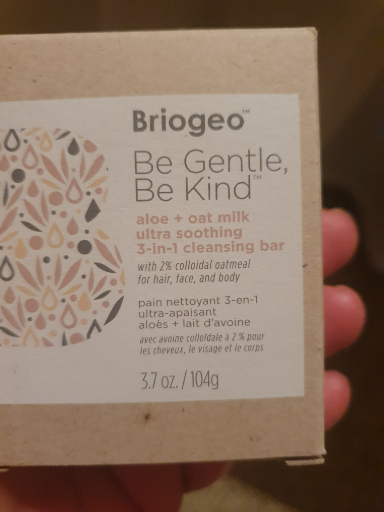 Briogeo™
Be Gentle,
Be Kind™
aloe + oat milk
ultra soothing
3-in-1 cleansing bar
with 2% colloidal oatmeal
for hair, face, and body
pain nettoyant 3-en-1
ultra-apaisant
aloès + lait d'avoine
avec avoine colloïdale à 2 % pour
les cheveux, le visage et le corps
3.7 oz. / 104g